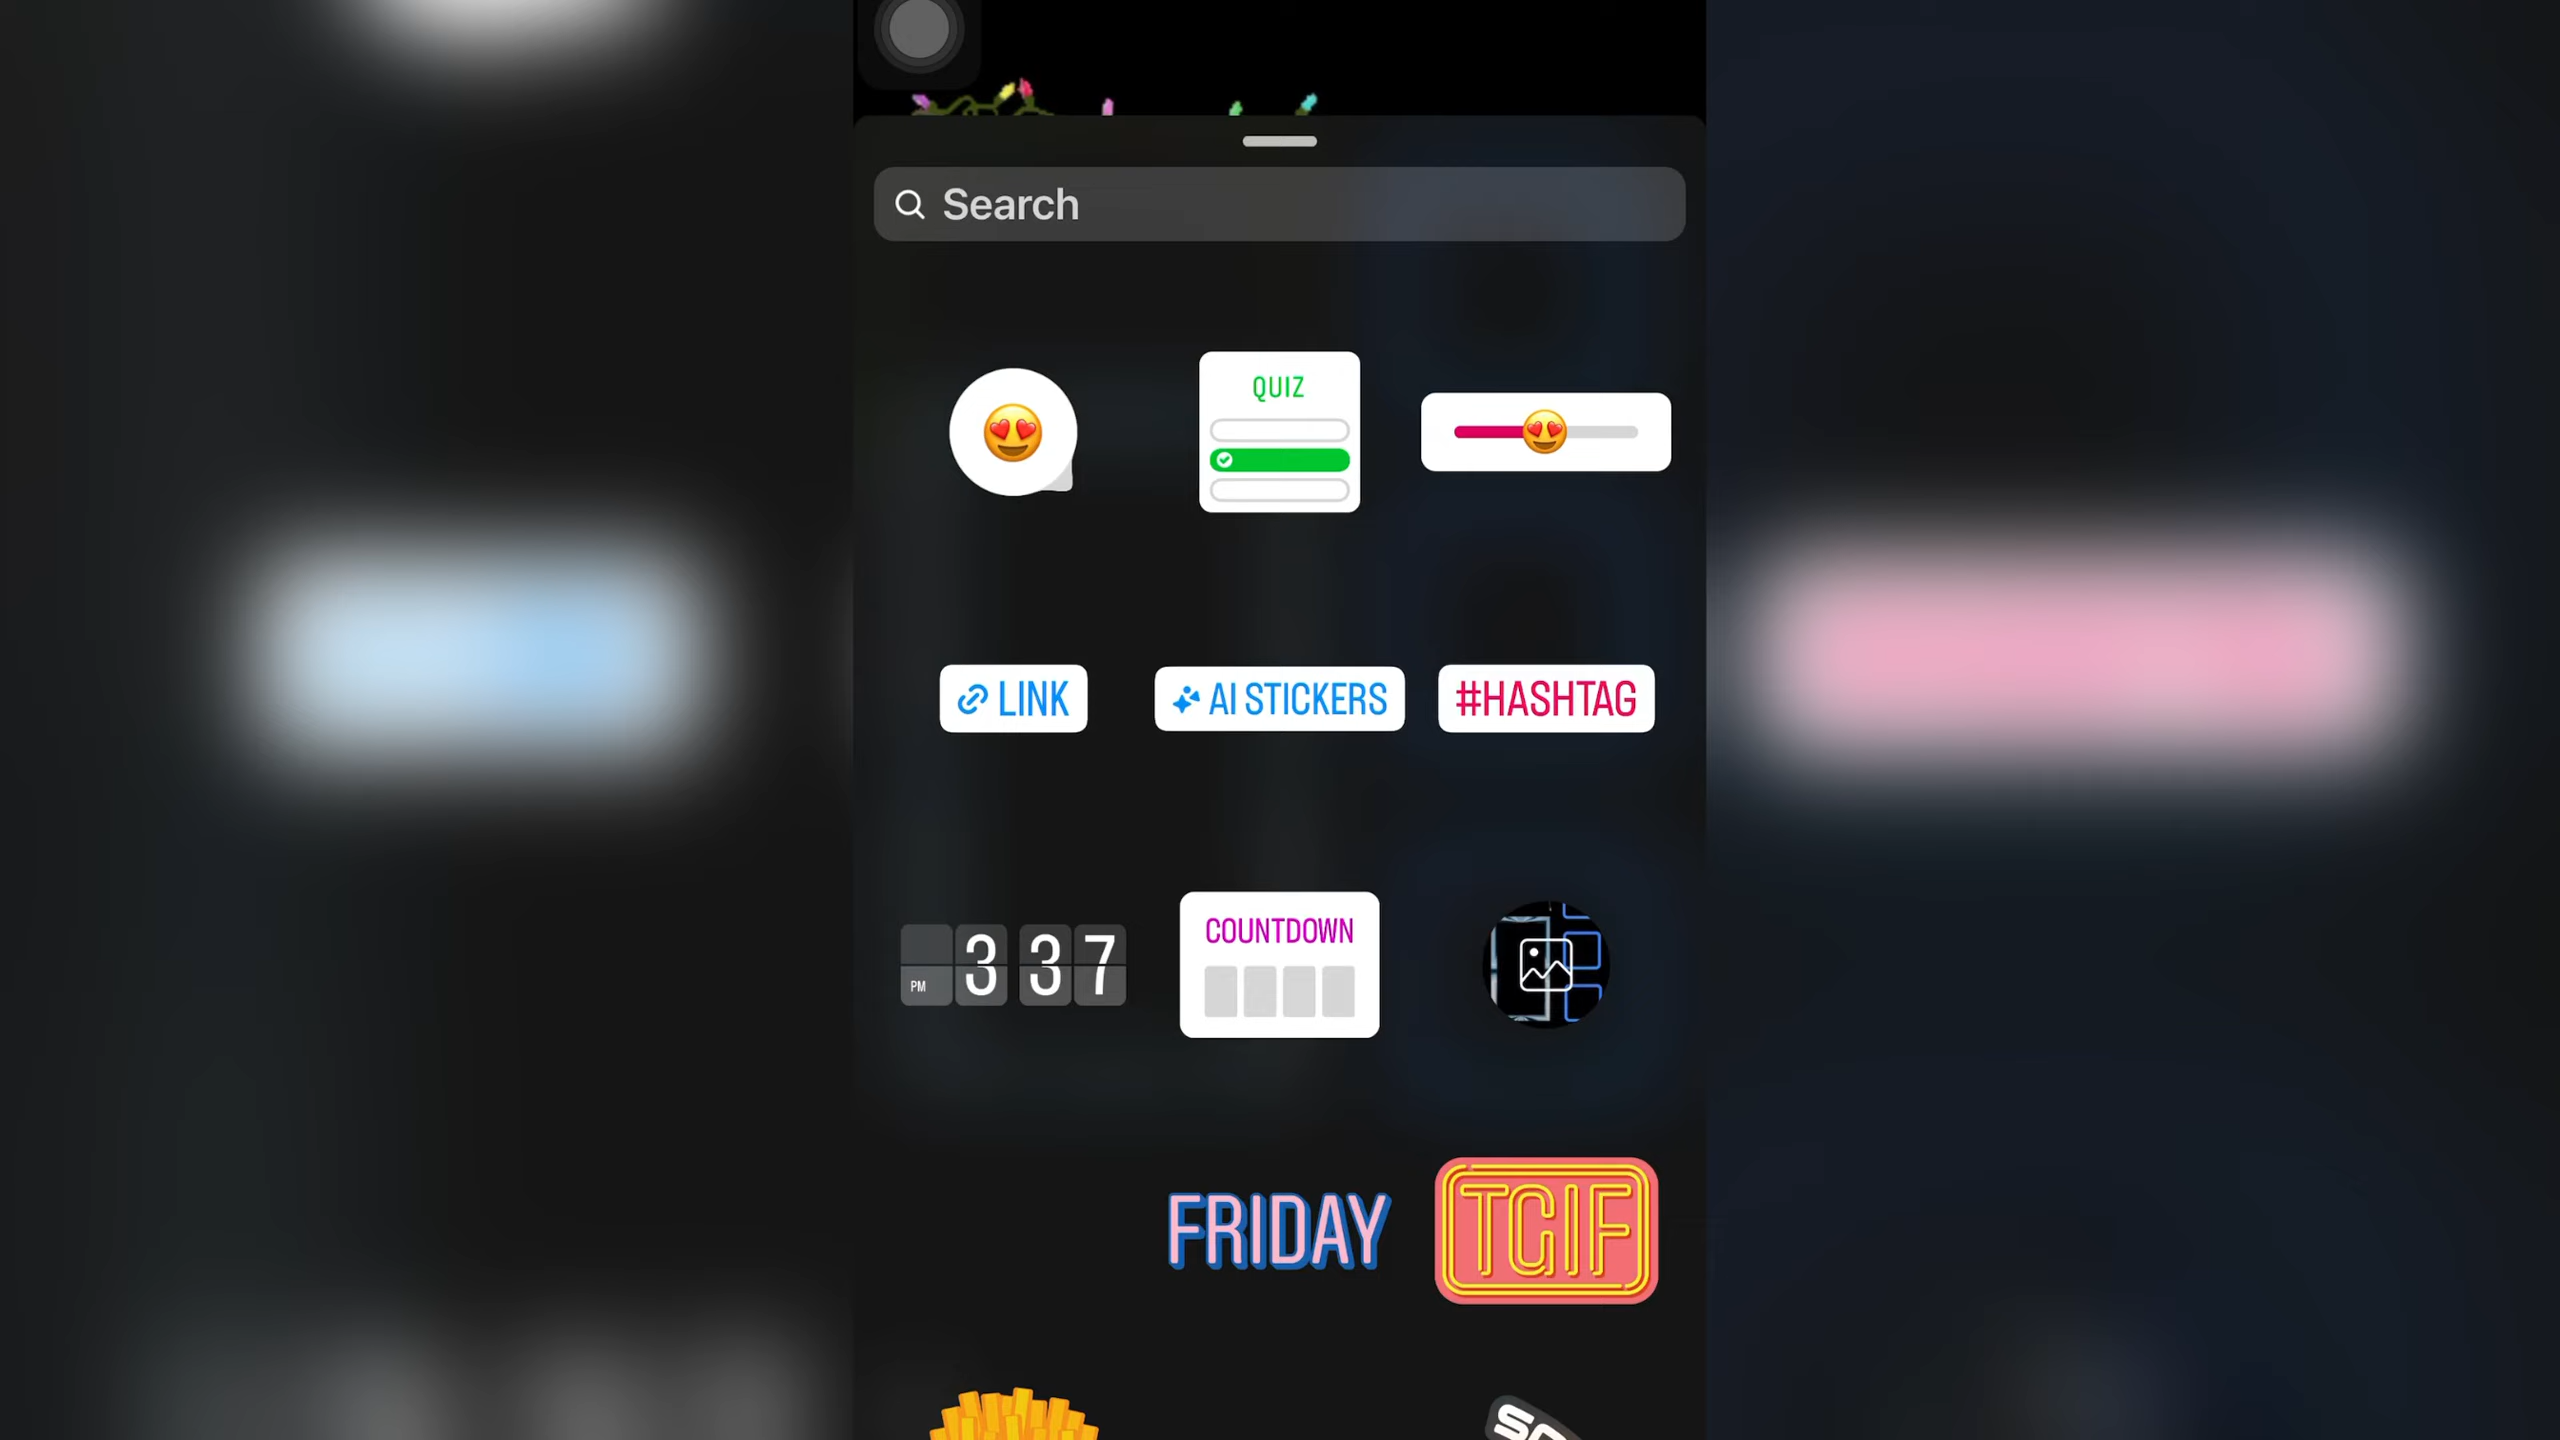 Search
QUIZ
LINK
AI STICKERS
#HASHTAG
PM 3 37
COUNTDOWN
FRIDAY
TGIF